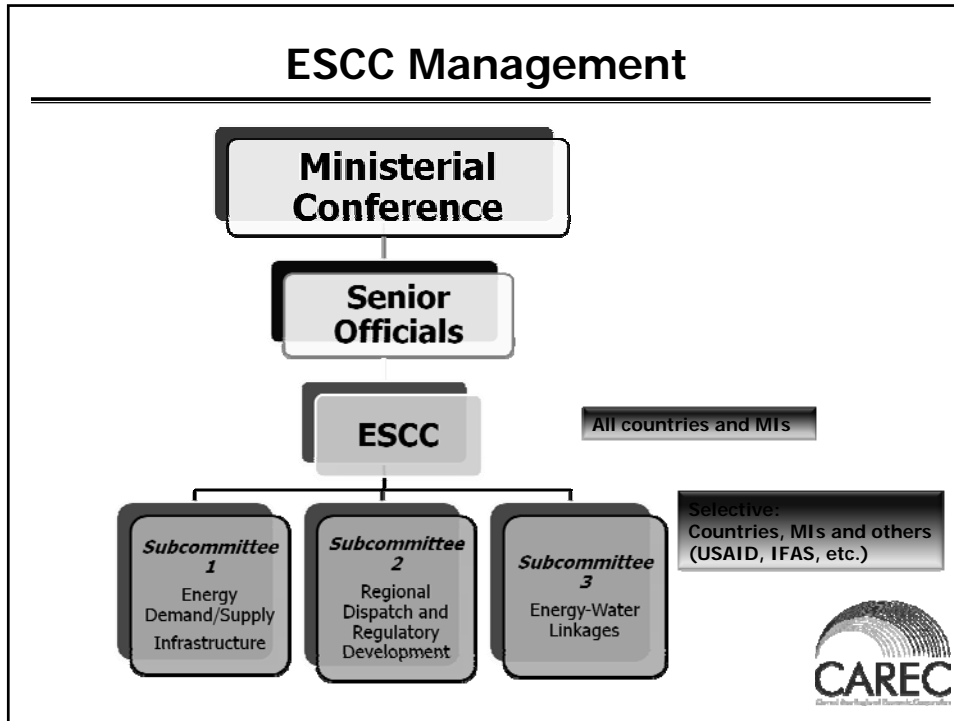 ESCC Management
Ministerial
Conference
Senior
Officials
ESCC
All countries and MIs
Selective:
Countries, MIs and others
(USAID, IFAS, etc.)
Subcommittee
1
Energy
Demand/Supply
Infrastructure
Subcommittee
2
Regional
Dispatch and
Regulatory
Development
Subcommittee
3
Energy-Water
Linkages
CAREC